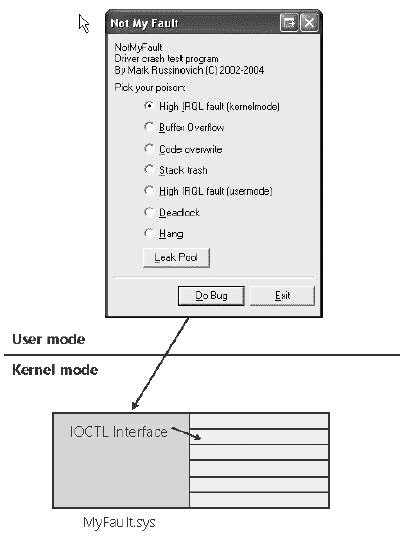 Not My Fault
NotMyFault
Driver crash test program
By Mark Russinovich (C) 2002-2004
Pick your poison:
High IRQL fault (kernelmode)
Buffer Overflow
Code overwrite
Stack trash
High IRQL fault (usermode)
Deadlock
Hang
Leak Pool
Do Bug
Exit
User mode
Kernel mode
IOCTL Interface
MyFault.sys